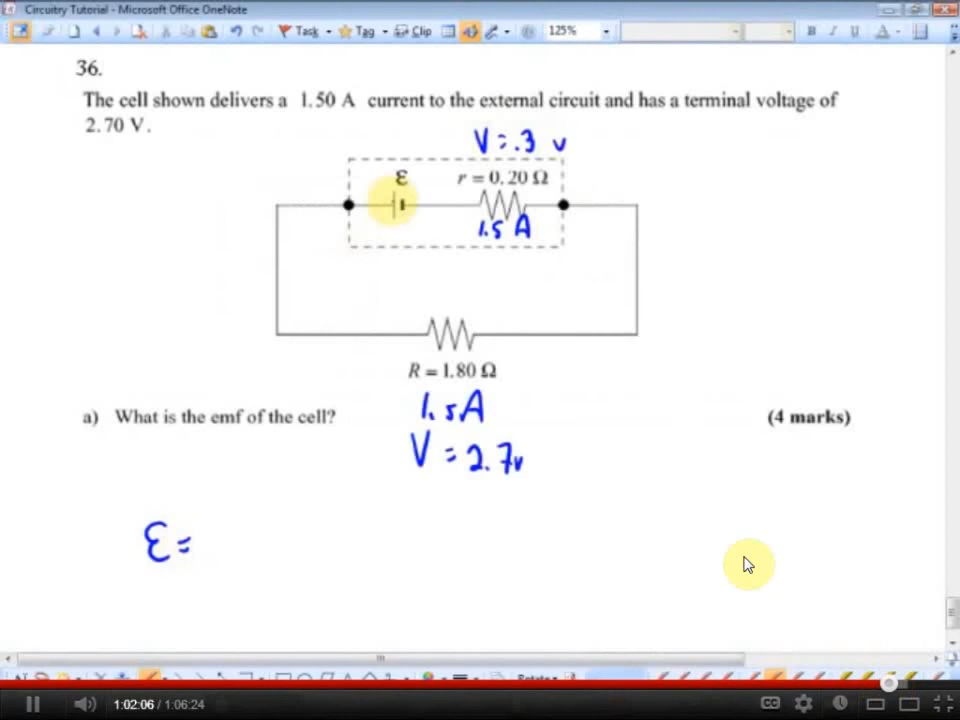 Circuitry Tutorial - Microsoft Office OneNote
Task Tag Clip 125% B I U A
36.
The cell shown delivers a 1.50 A current to the external circuit and has a terminal voltage of
2.70 V.
V = .3 v
ε r = 0.20 Ω
1.5 A
R = 1.80 Ω
1.5A
a) What is the emf of the cell? (4 marks)
V = 2.7v
ε =
1:02:06 / 1:06:24
CC